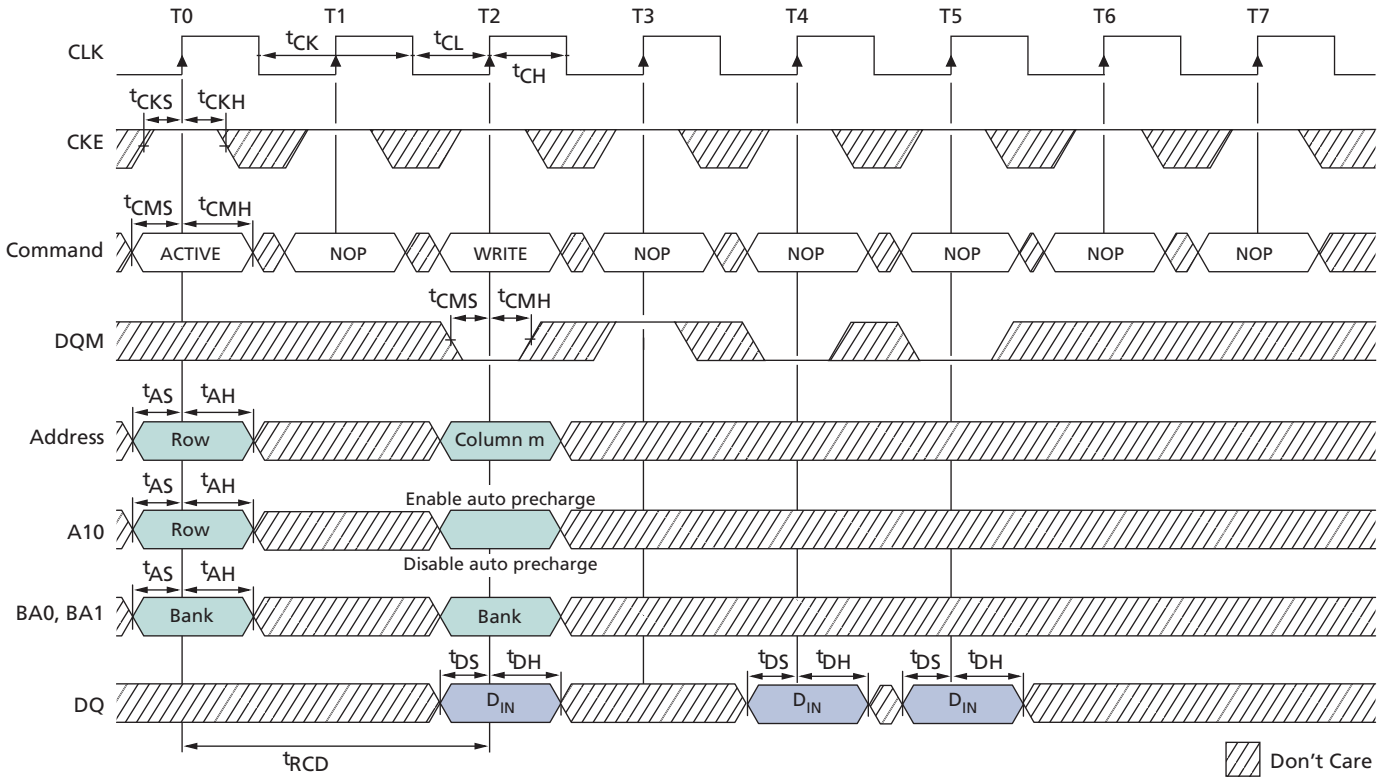 T0 T1 T2 T3 T4 T5 T6 T7
CLK
tCK tCL
tCH
tCKS tCKH
CKE
tCMS tCMH
Command ACTIVE NOP WRITE NOP NOP NOP NOP NOP
tCMS tCMH
DQM
tAS tAH
Address Row Column m
tAS tAH Enable auto precharge
A10 Row
Disable auto precharge
tAS tAH
BA0, BA1 Bank Bank
tDS tDH tDS tDH tDS tDH
DQ DIN DIN DIN
tRCD
Don't Care